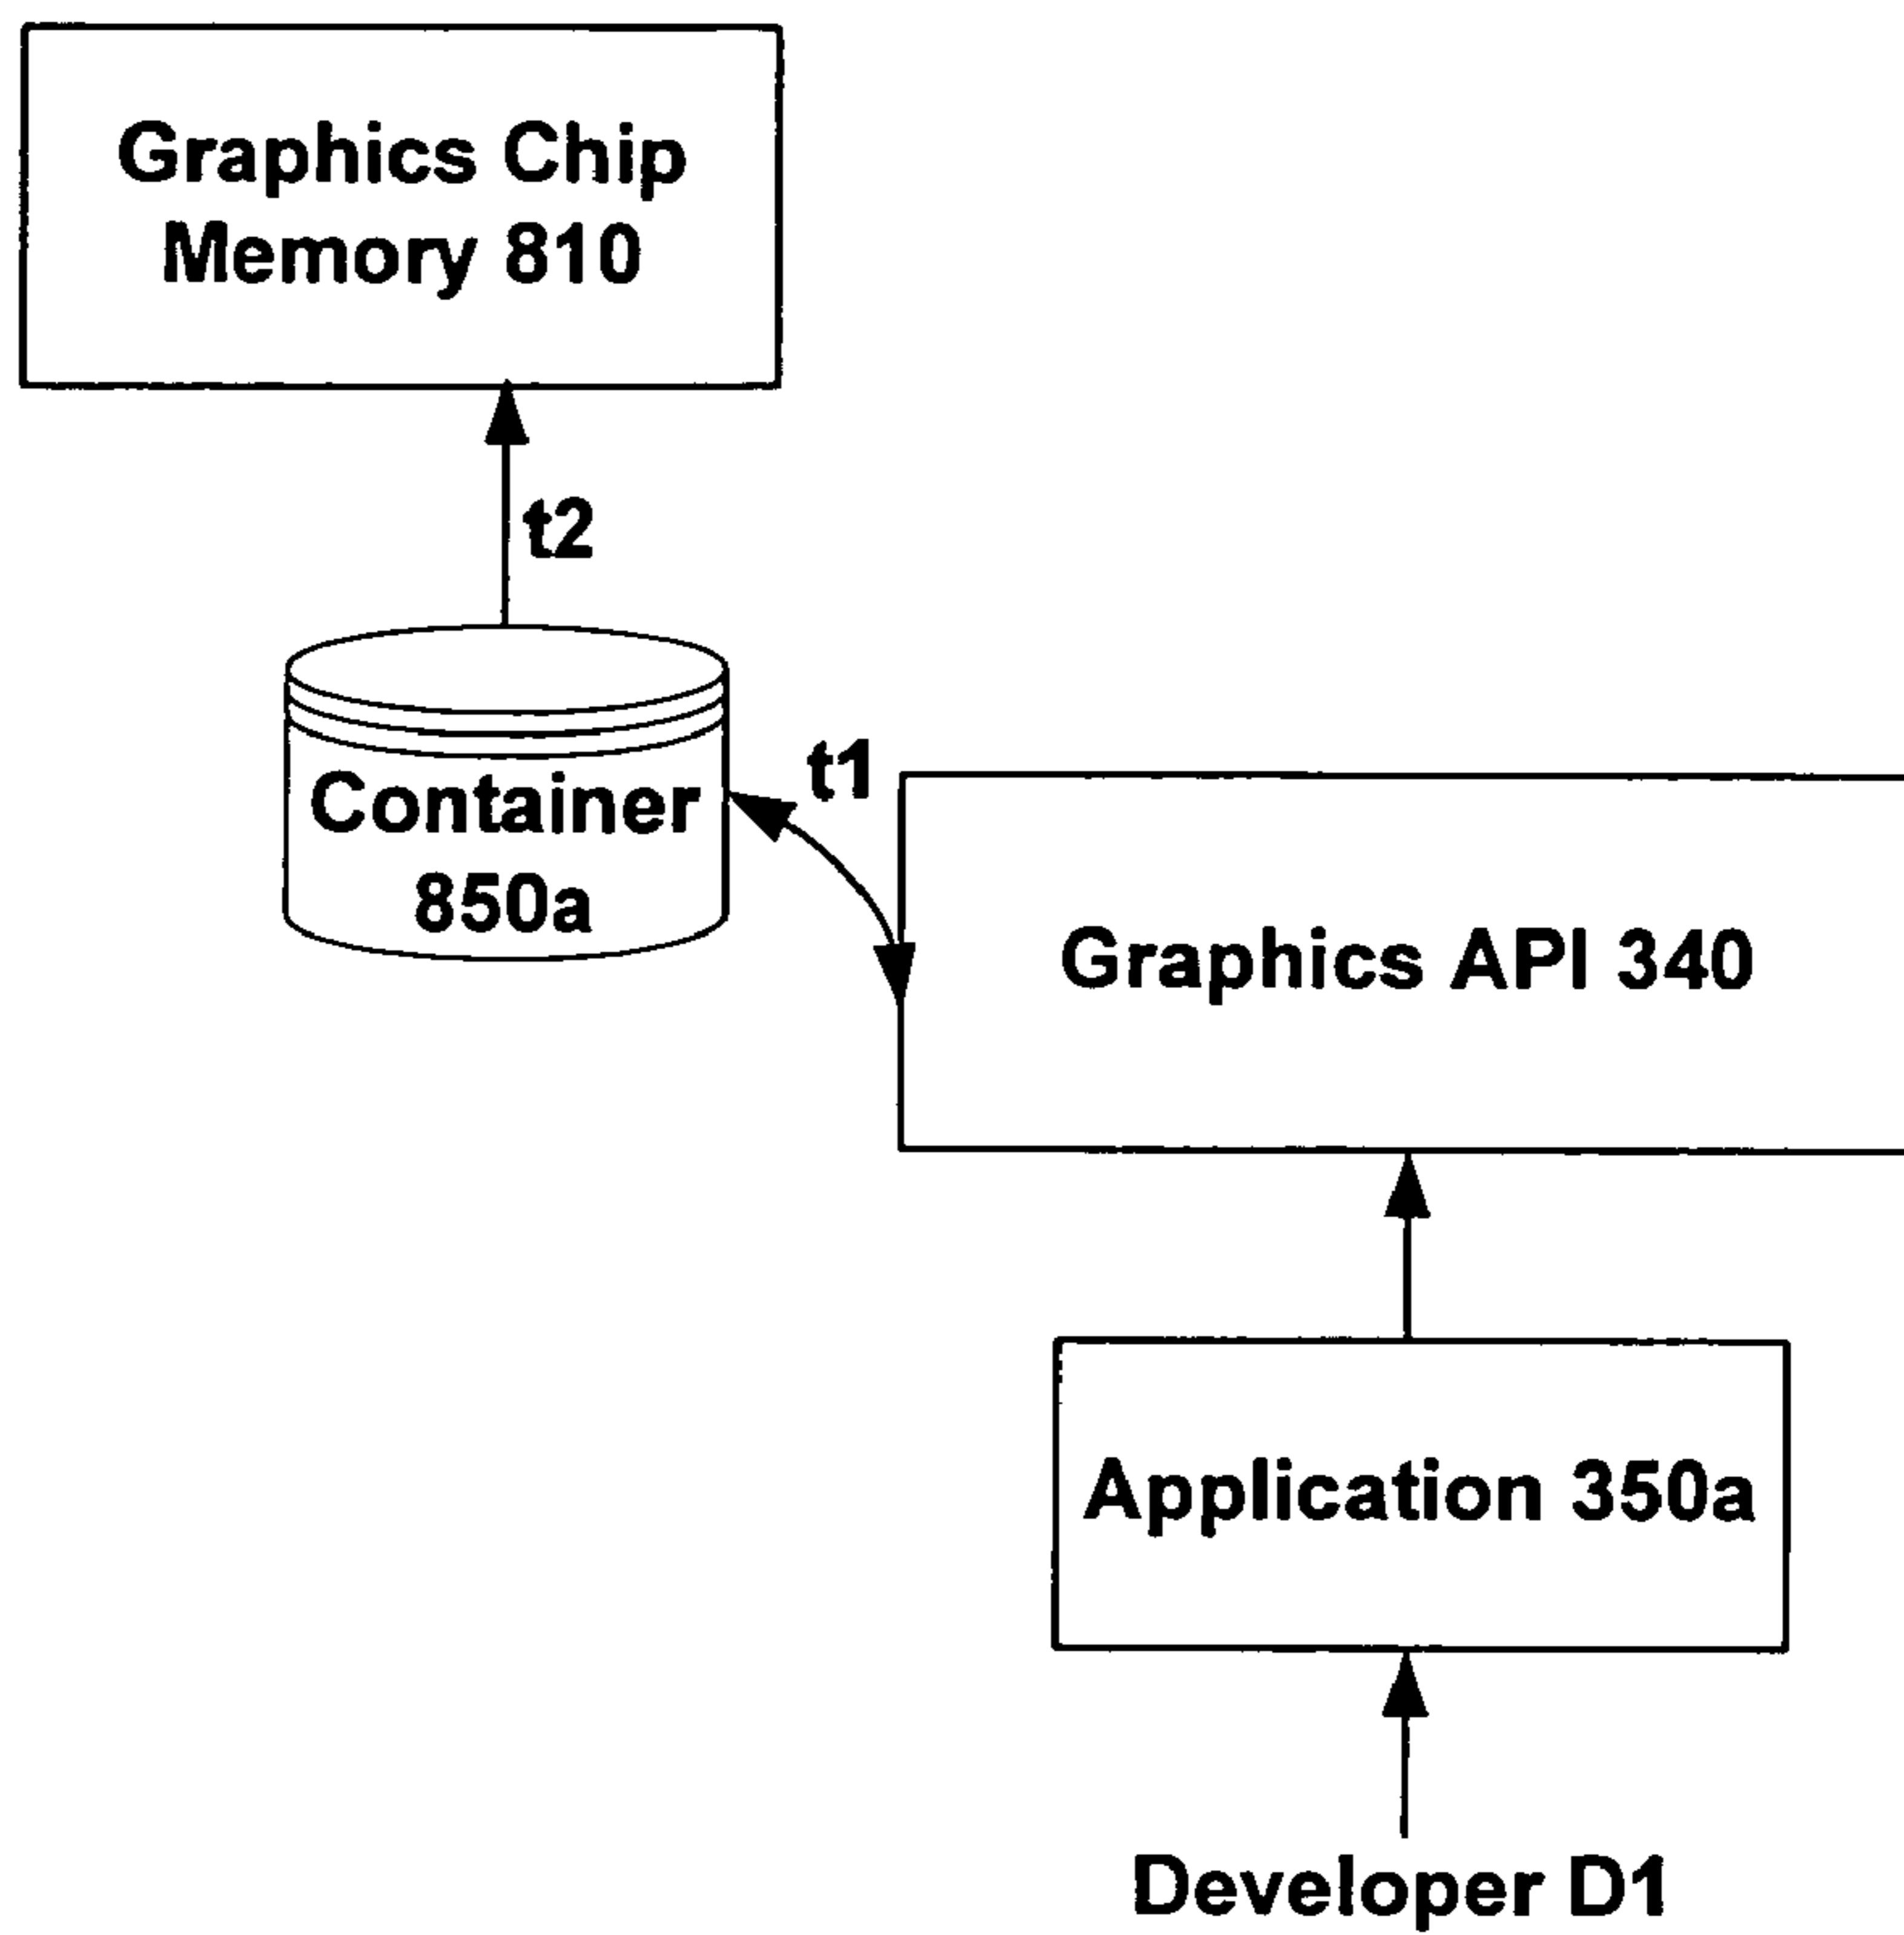 Graphics Chip
Memory 810
t2
t1
Container
850a
Graphics API 340
Application 350a
Developer D1